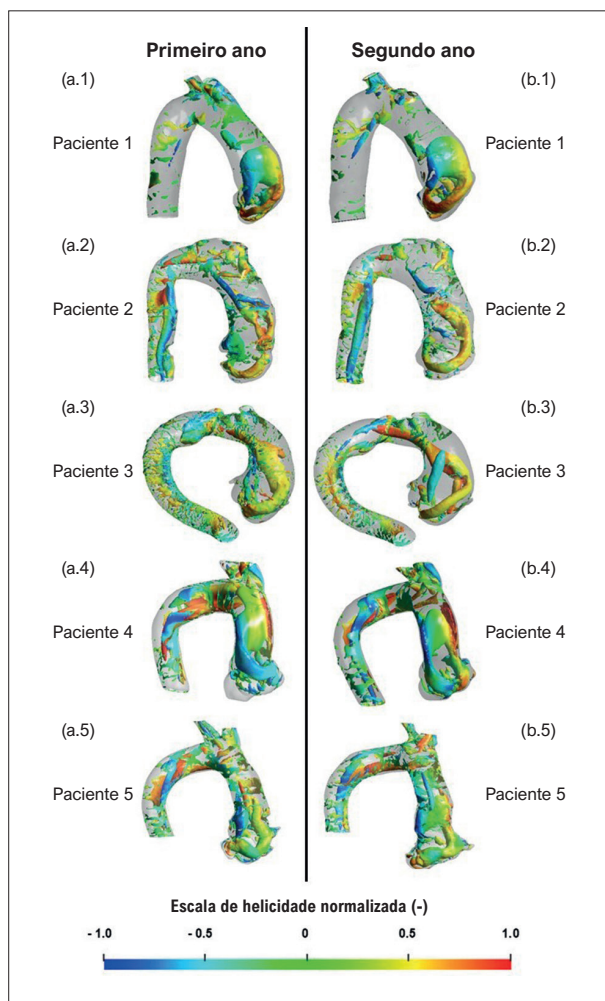 Primeiro ano Segundo ano
(a.1) (b.1)
Paciente 1 Paciente 1
(a.2) (b.2)
Paciente 2 Paciente 2
(a.3) (b.3)
Paciente 3 Paciente 3
(a.4) (b.4)
Paciente 4 Paciente 4
(a.5) (b.5)
Paciente 5 Paciente 5
Escala de helicidade normalizada (-)
- 1.0 - 0.5 0 0.5 1.0